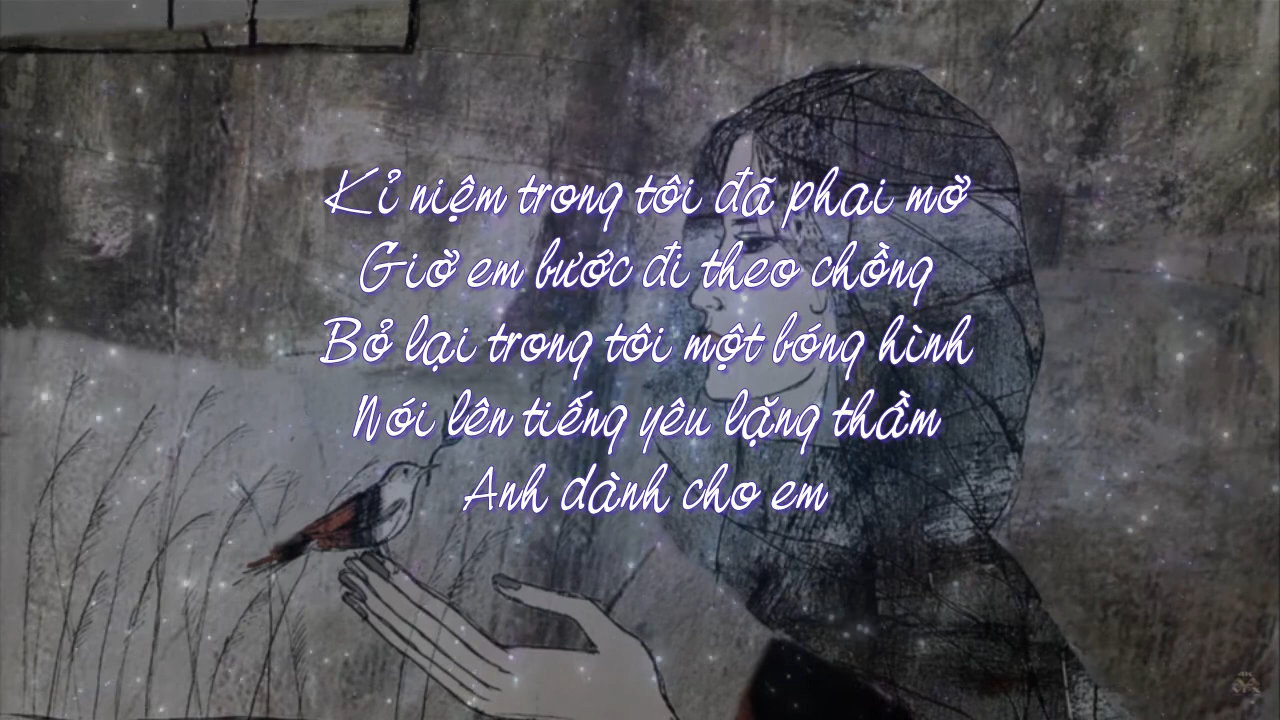 Kỉ niệm trong tôi đã phai mờ
Giờ em bước đi theo chồng
Bỏ lại trong tôi một bóng hình
Nói lên tiếng yêu lặng thầm
Anh dành cho em